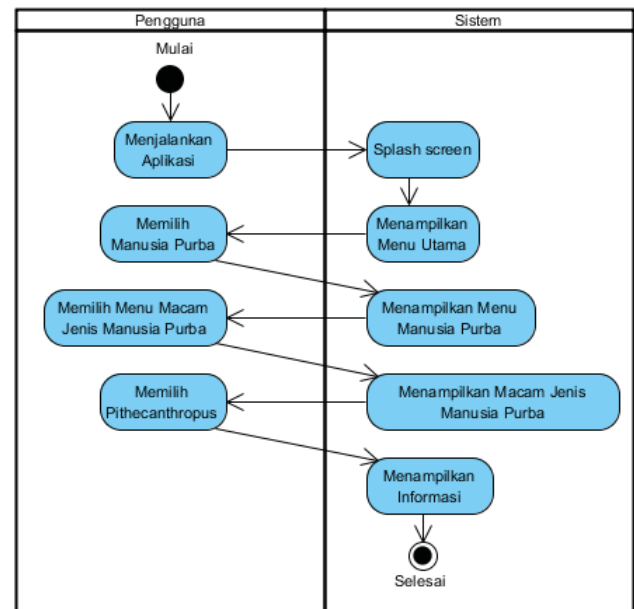 Pengguna
Sistem
Mulai
Menjalankan
Aplikasi
Splash screen
Memilih
Manusia Purba
Menampilkan
Menu Utama
Memilih Menu Macam
Jenis Manusia Purba
Menampilkan Menu
Manusia Purba
Memilih
Pithecanthropus
Menampilkan Macam Jenis
Manusia Purba
Menampilkan
Informasi
Selesai